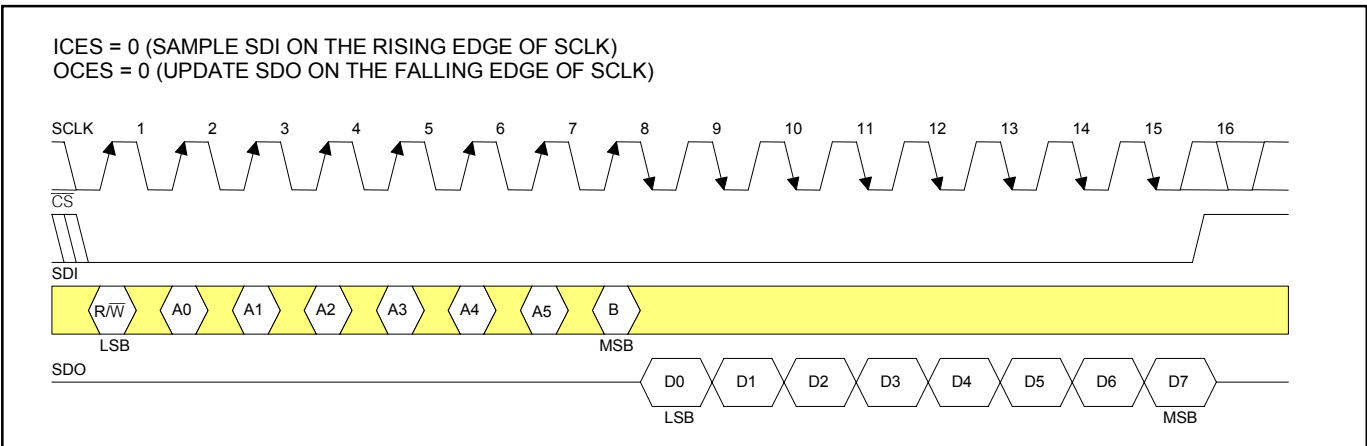 ICES = 0 (SAMPLE SDI ON THE RISING EDGE OF SCLK)
OCES = 0 (UPDATE SDO ON THE FALLING EDGE OF SCLK)
SCLK 1 2 3 4 5 6 7 8 9 10 11 12 13 14 15 16
C̅S̅
SDI
R/W̅ A0 A1 A2 A3 A4 A5 B
LSB MSB
SDO
D0 D1 D2 D3 D4 D5 D6 D7
LSB MSB